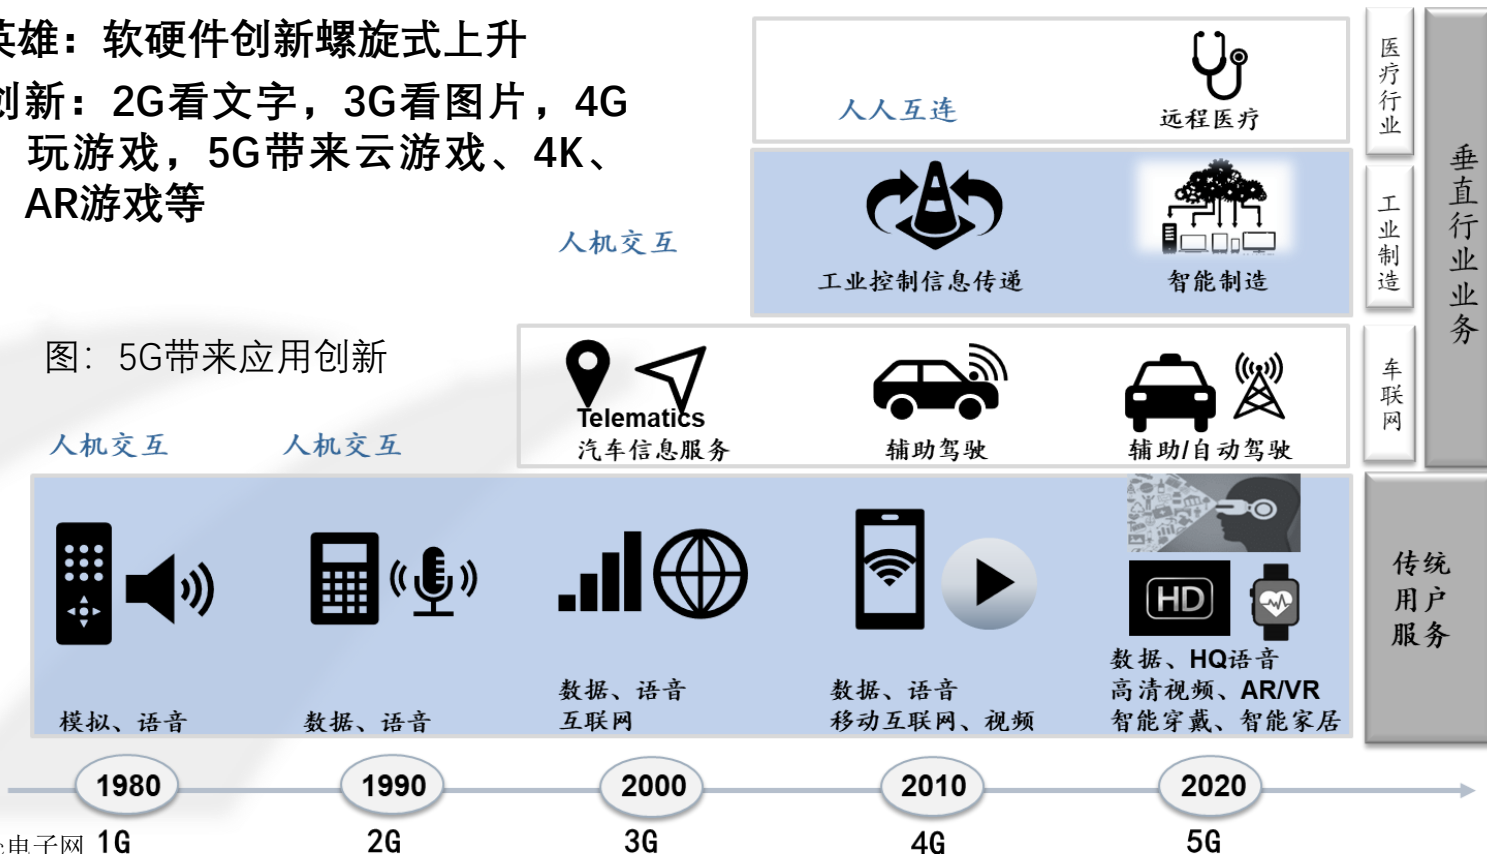 英雄：软硬件创新螺旋式上升
创新：2G看文字，3G看图片，4G
玩游戏，5G带来云游戏、4K、
AR游戏等
人人互连
远程医疗
医疗行业
人机交互
工业控制信息传递
智能制造
工业制造
垂直行业业务
图：5G带来应用创新
Telematics
汽车信息服务
辅助驾驶
辅助/自动驾驶
车联网
人机交互
人机交互
HD
传统
用户
服务
模拟、语音
数据、语音
数据、语音
互联网
数据、语音
移动互联网、视频
数据、HQ语音
高清视频、AR/VR
智能穿戴、智能家居
1980
1990
2000
2010
2020
电子网
1G
2G
3G
4G
5G